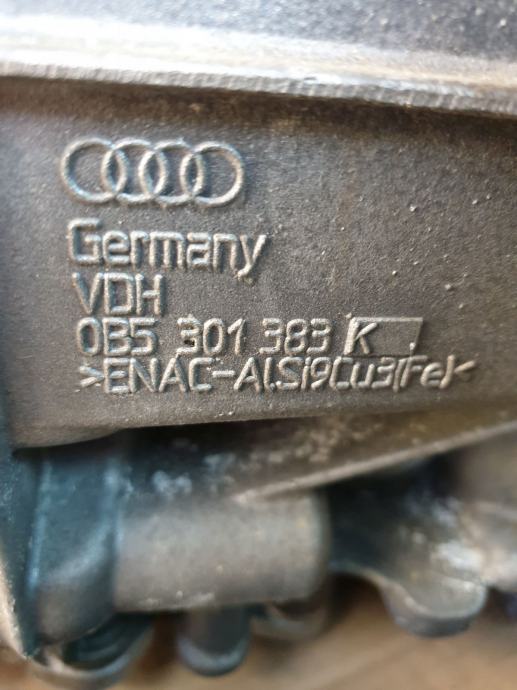 Germany
VDH
0B5 301 383 K
>ENAC-AlSi9Cu3(Fe)<